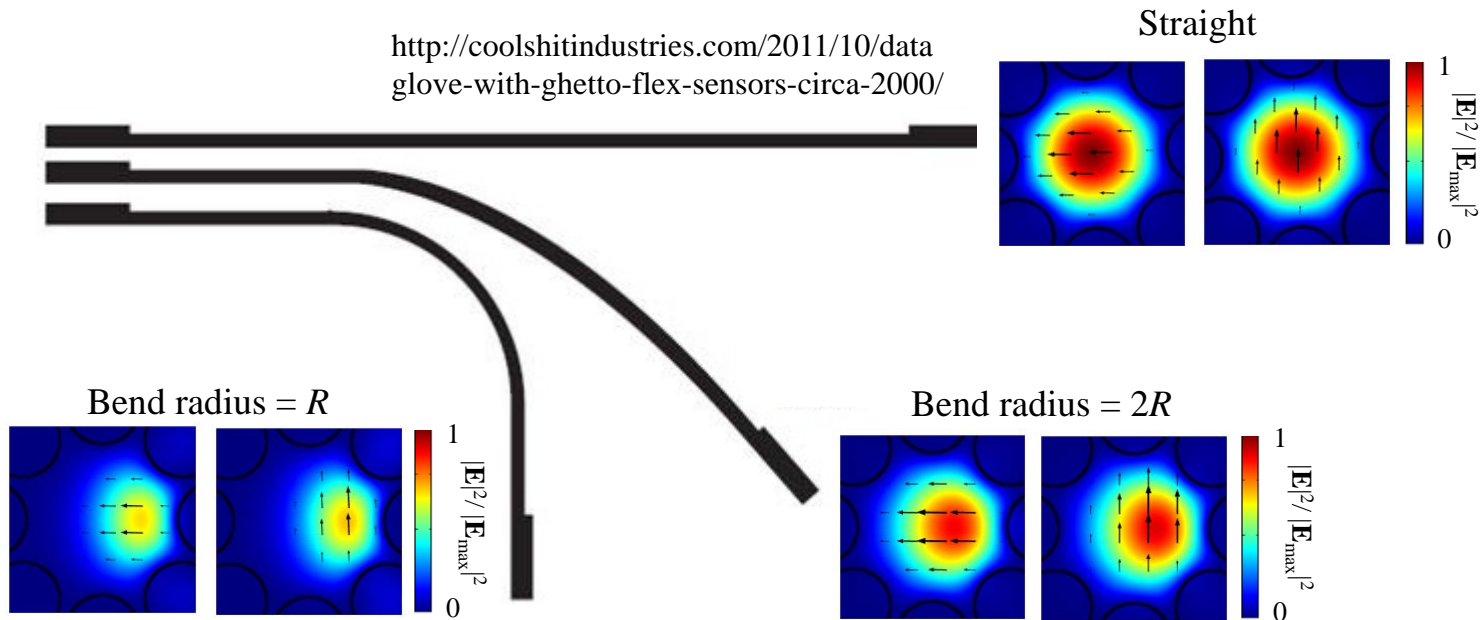 http://coolshitindustries.com/2011/10/data
glove-with-ghetto-flex-sensors-circa-2000/
Straight
1
|E|²/|Eₘₐₓ|²
0
Bend radius = R
1
|E|²/|Eₘₐₓ|²
0
Bend radius = 2R
1
|E|²/|Eₘₐₓ|²
0